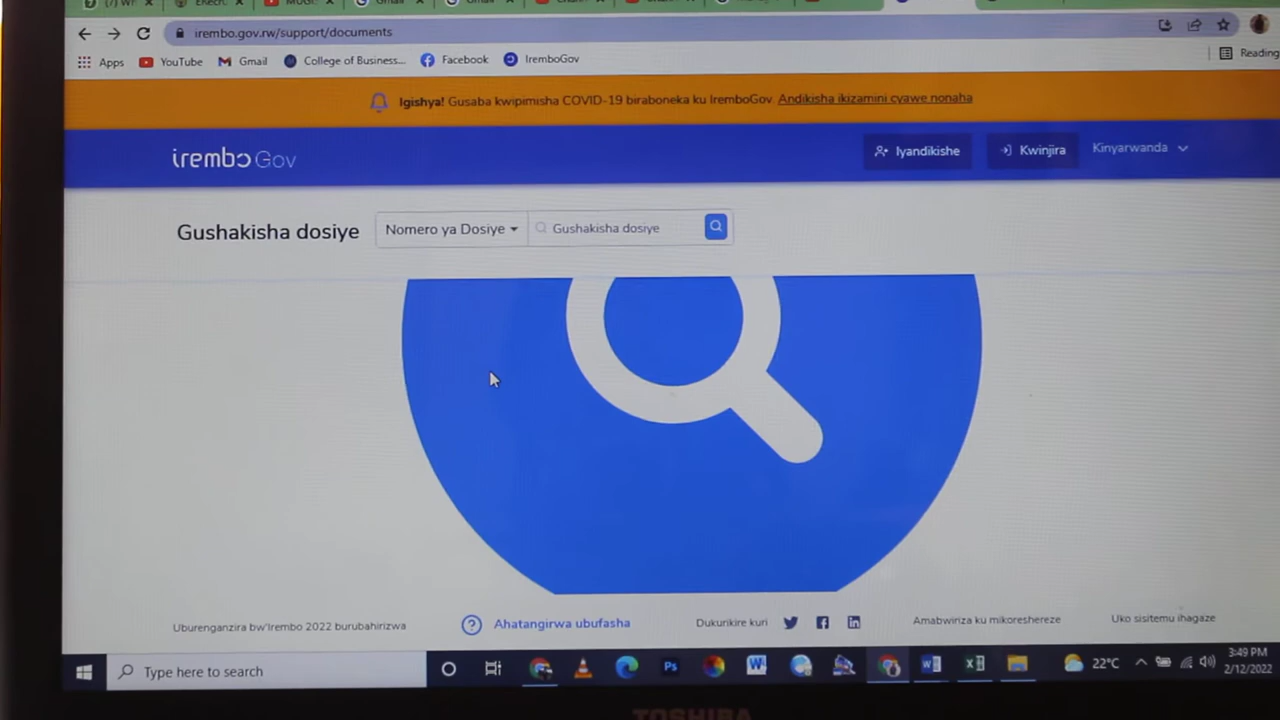 irembo.gov.rw/support/documents
Apps YouTube Gmail College of Business... Facebook IremboGov Reading
Igishya! Gusaba kwipimisha COVID-19 biraboneka ku IremboGov. Andikisha ikizamini cyawe nonaha
irembo Gov Iyandikishe Kwinjira Kinyarwanda
Gushakisha dosiye Nomero ya Dosiye Gushakisha dosiye
Uburenganzira bw'Irembo 2022 burubahirizwa Ahatangirwa ubufasha Dukurikire kuri Amabwiriza ku mikoreshereze Uko sisitemu ihagaze
Type here to search 22°C 3:49 PM
2/12/2022
TOSHIBA